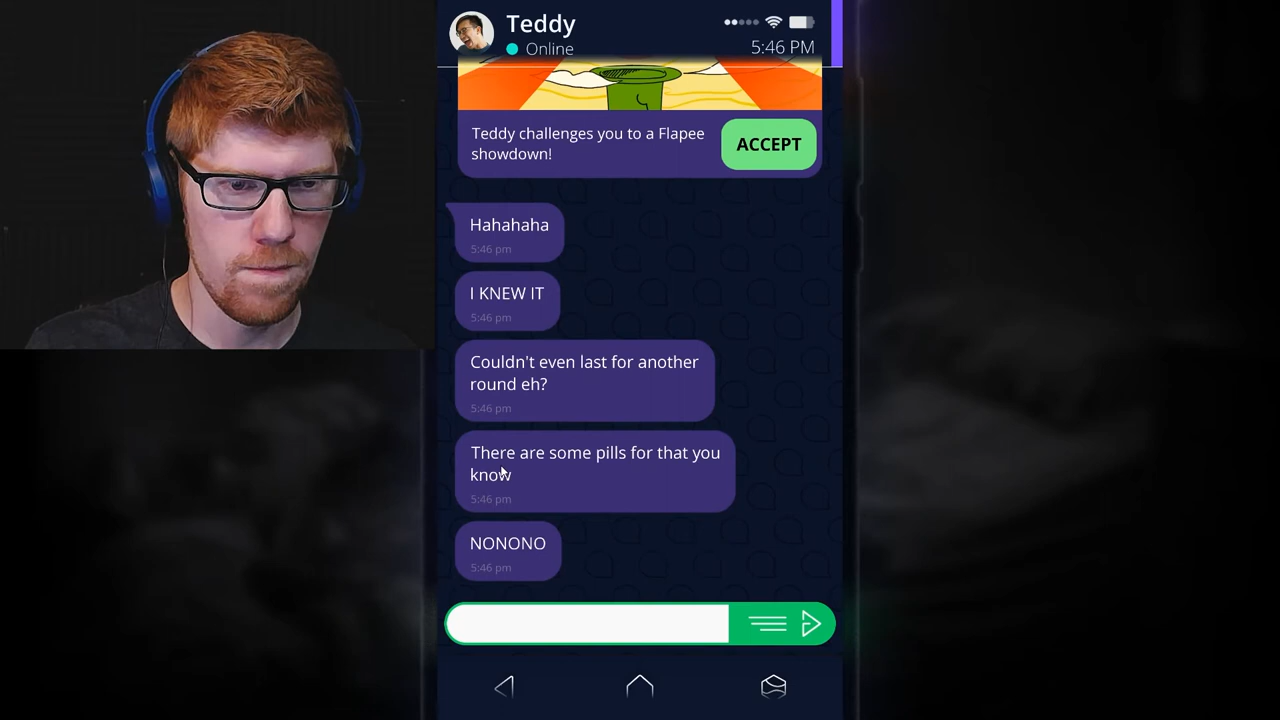 Teddy
Online
5:46 PM
Teddy challenges you to a Flapee
showdown!
ACCEPT
Hahahaha
5:46 pm
I KNEW IT
5:46 pm
Couldn't even last for another
round eh?
5:46 pm
There are some pills for that you
know
5:46 pm
NONONO
5:46 pm